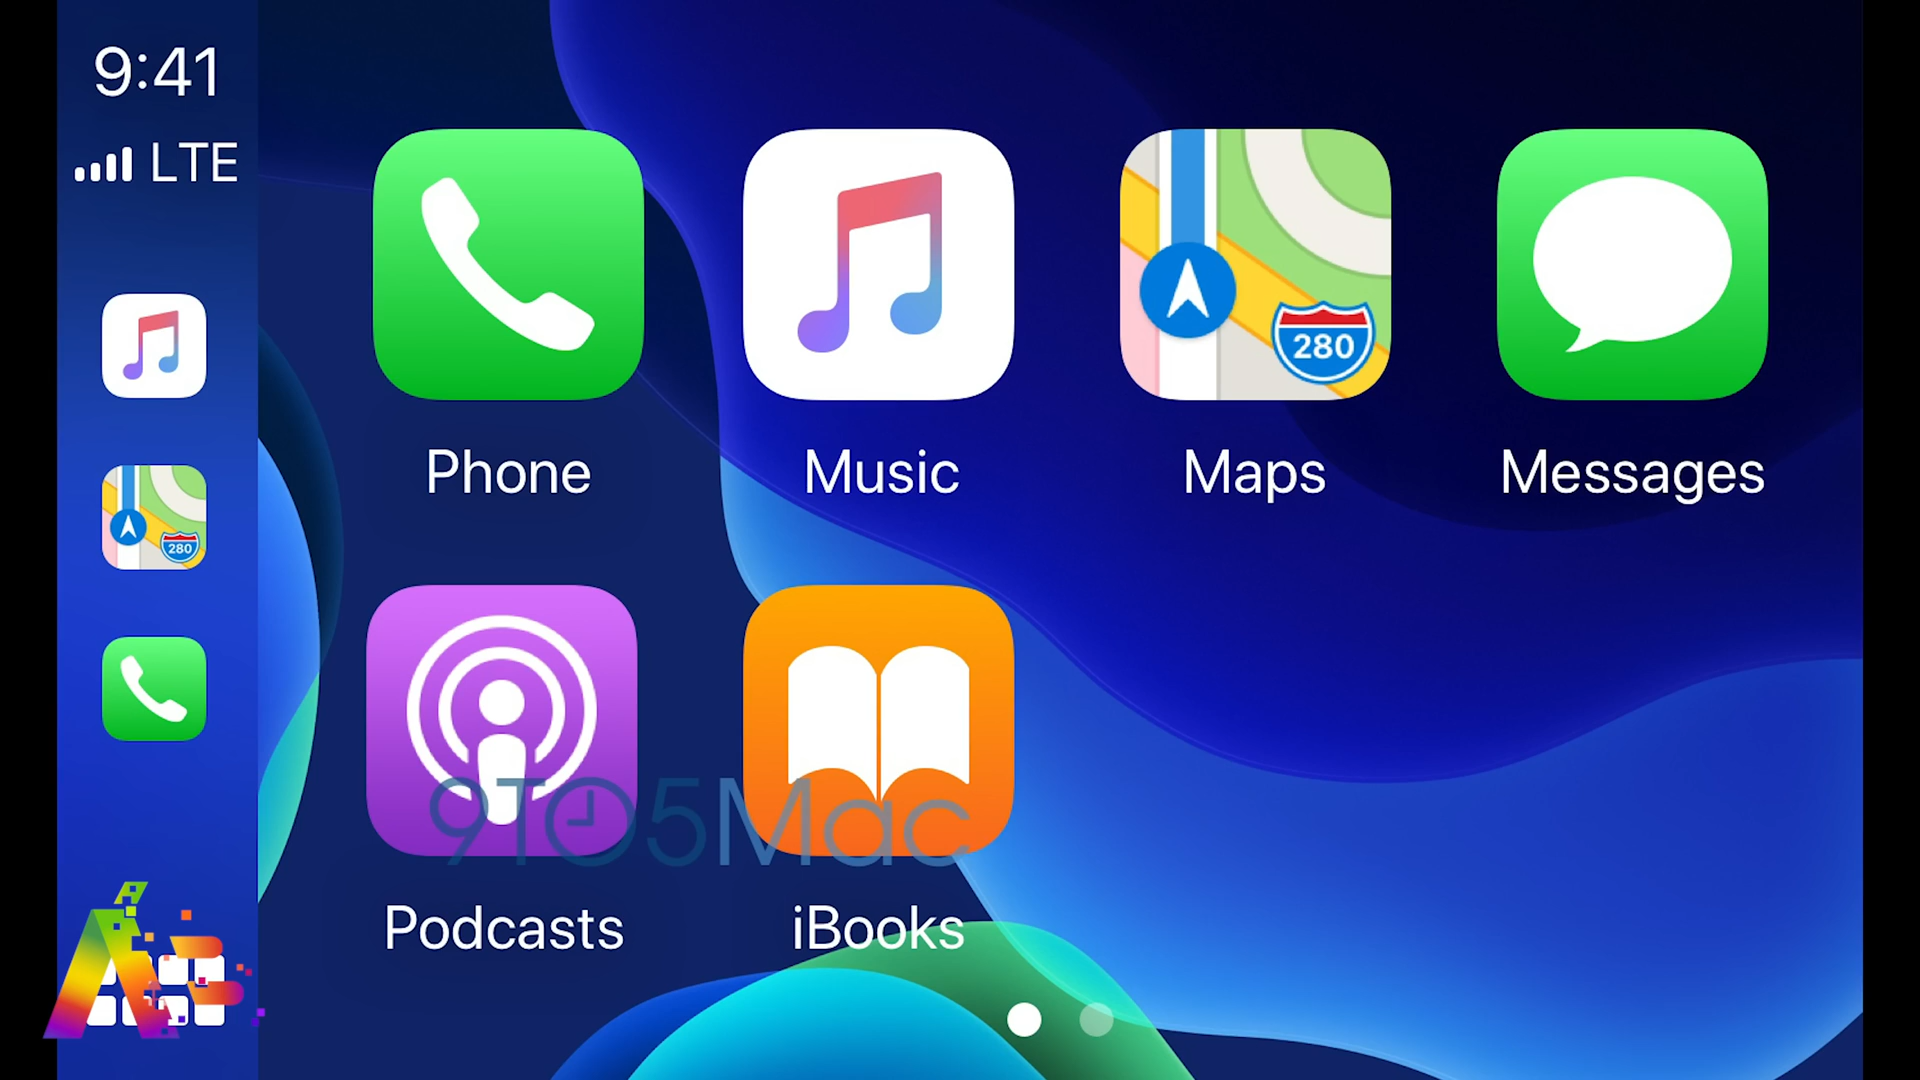 9:41
LTE
Phone
Music
280
Maps
Messages
280
Podcasts
iBooks
9TO5Mac